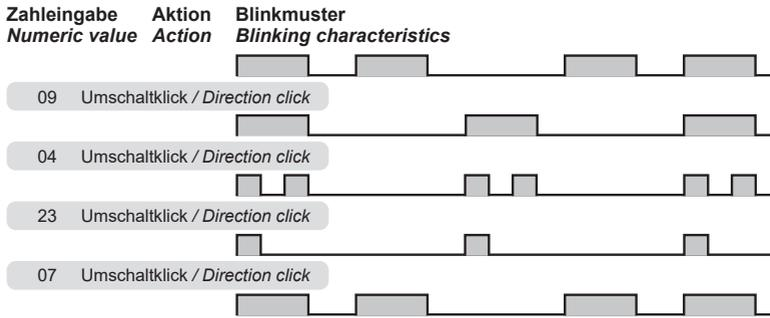 Zahleingabe Aktion Blinkmuster
Numeric value Action Blinking characteristics
09 Umschaltklick / Direction click
04 Umschaltklick / Direction click
23 Umschaltklick / Direction click
07 Umschaltklick / Direction click